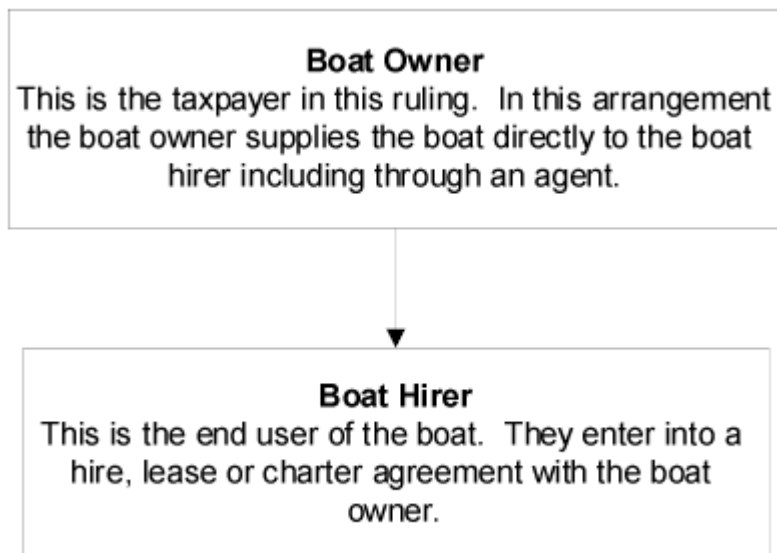 Boat Owner
This is the taxpayer in this ruling.  In this arrangement
the boat owner supplies the boat directly to the boat
hirer including through an agent.
Boat Hirer
This is the end user of the boat.  They enter into a
hire, lease or charter agreement with the boat
owner.